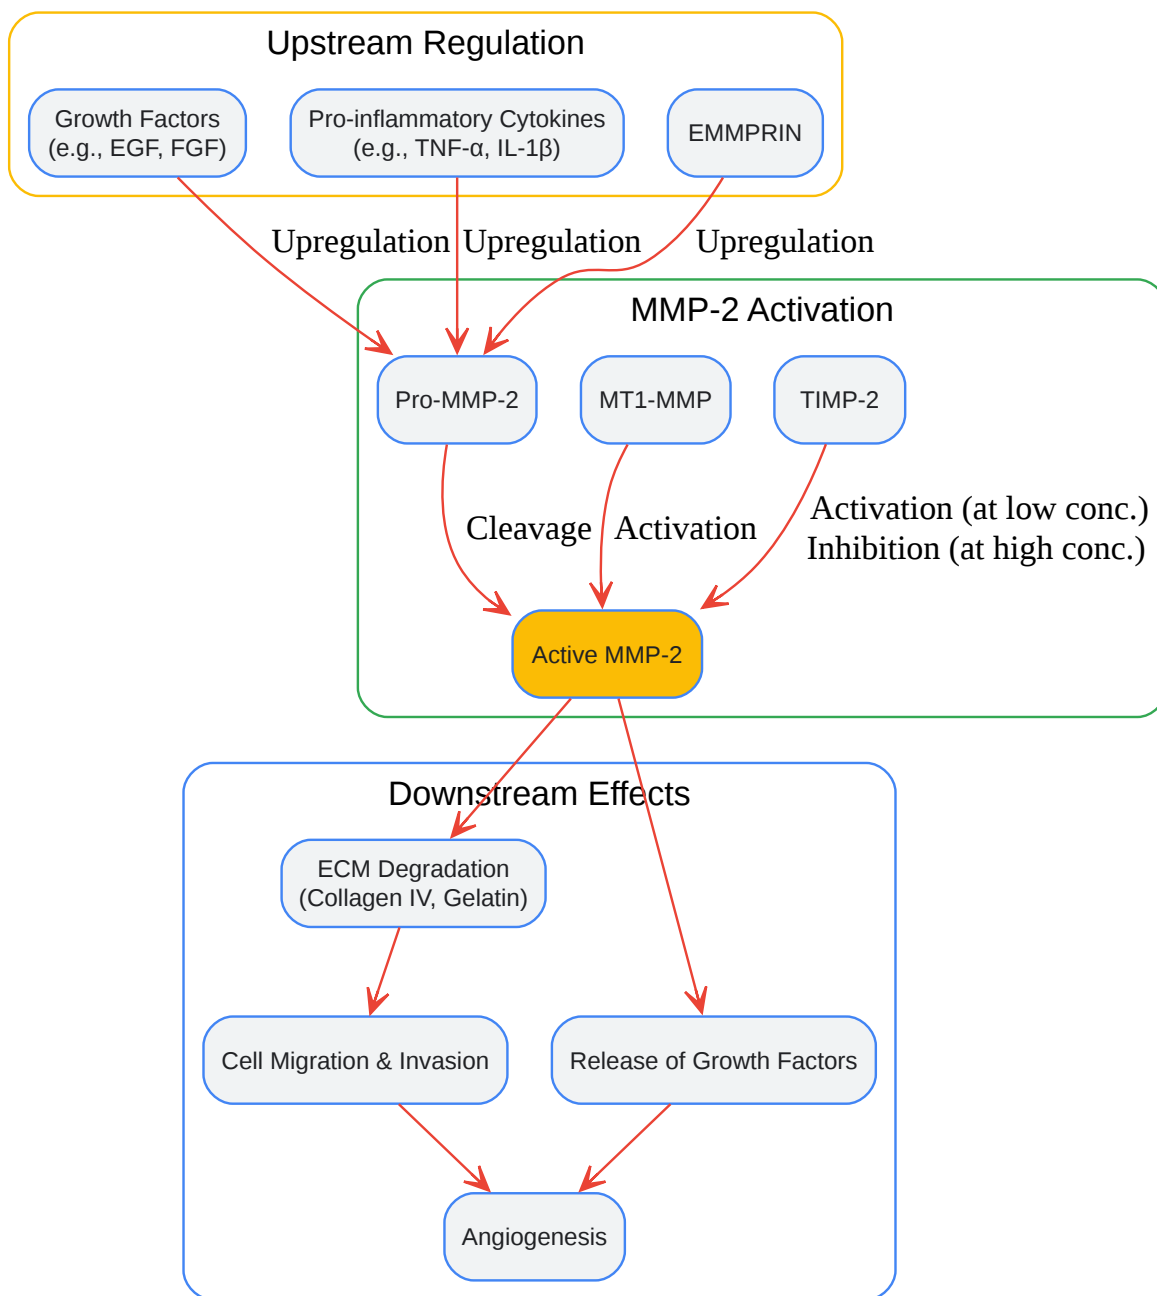 Upstream Regulation
Growth Factors
(e.g., EGF, FGF)
Pro-inflammatory Cytokines
(e.g., TNF-α, IL-1β)
EMMPRIN
Upregulation
Upregulation
Upregulation
MMP-2 Activation
Pro-MMP-2
MT1-MMP
TIMP-2
Cleavage
Activation
Activation (at low conc.)
Inhibition (at high conc.)
Active MMP-2
Downstream Effects
ECM Degradation
(Collagen IV, Gelatin)
Cell Migration & Invasion
Release of Growth Factors
Angiogenesis